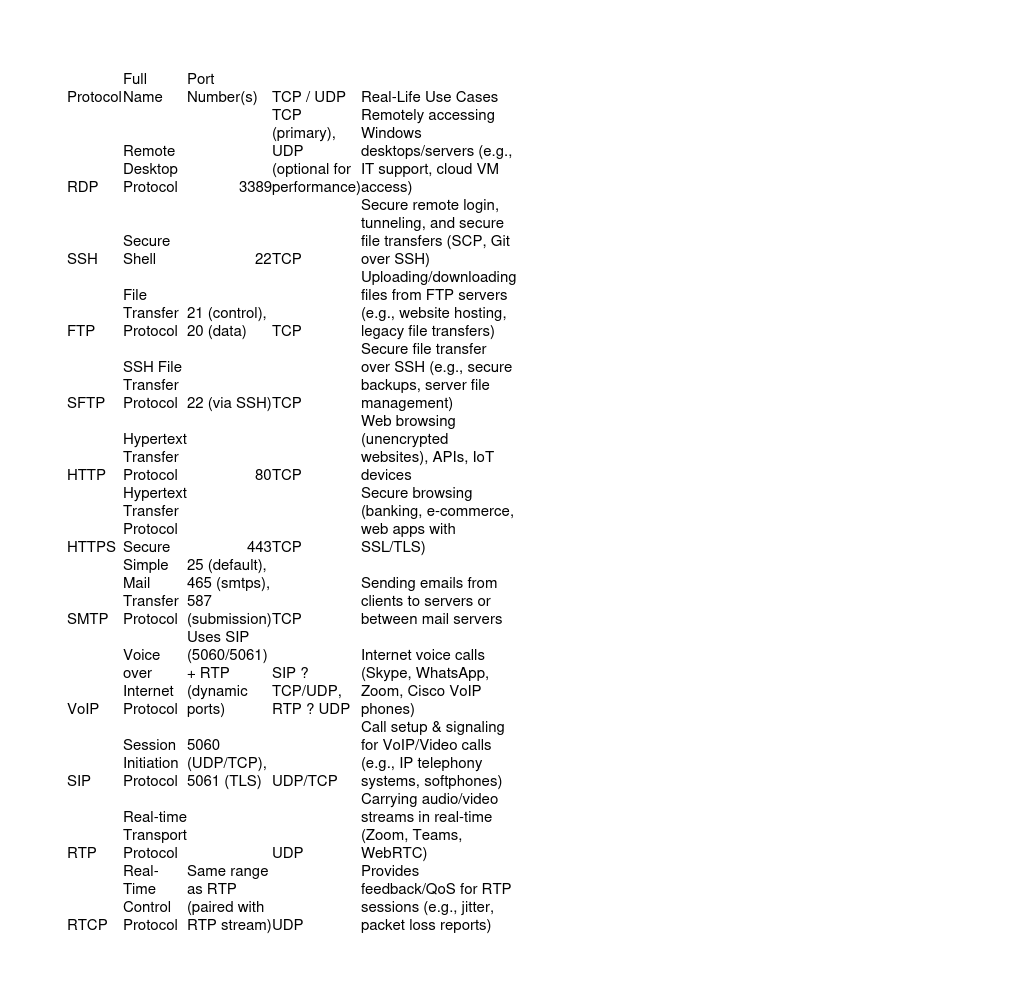 Protocol Full Name Port Number(s) TCP / UDP Real-Life Use Cases
RDP Remote Desktop Protocol 3389 TCP (primary), UDP (optional for performance) Remotely accessing Windows desktops/servers (e.g., IT support, cloud VM access)
SSH Secure Shell 22 TCP Secure remote login, tunneling, and secure file transfers (SCP, Git over SSH)
FTP File Transfer Protocol 21 (control), 20 (data) TCP Uploading/downloading files from FTP servers (e.g., website hosting, legacy file transfers)
SFTP SSH File Transfer Protocol 22 (via SSH) TCP Secure file transfer over SSH (e.g., secure backups, server file management)
HTTP Hypertext Transfer Protocol 80 TCP Web browsing (unencrypted websites), APIs, IoT devices
HTTPS Hypertext Transfer Protocol Secure 443 TCP Secure browsing (banking, e-commerce, web apps with SSL/TLS)
SMTP Simple Mail Transfer Protocol 25 (default), 465 (smtps), 587 (submission) TCP Sending emails from clients to servers or between mail servers
VoIP Voice over Internet Protocol Uses SIP (5060/5061) + RTP (dynamic ports) SIP ? TCP/UDP, RTP ? UDP Internet voice calls (Skype, WhatsApp, Zoom, Cisco VoIP phones)
SIP Session Initiation Protocol 5060 (UDP/TCP), 5061 (TLS) UDP/TCP Call setup & signaling for VoIP/Video calls (e.g., IP telephony systems, softphones)
RTP Real-time Transport Protocol UDP Carrying audio/video streams in real-time (Zoom, Teams, WebRTC)
RTCP Real-Time Control Protocol Same range as RTP (paired with RTP stream) UDP Provides feedback/QoS for RTP sessions (e.g., jitter, packet loss reports)